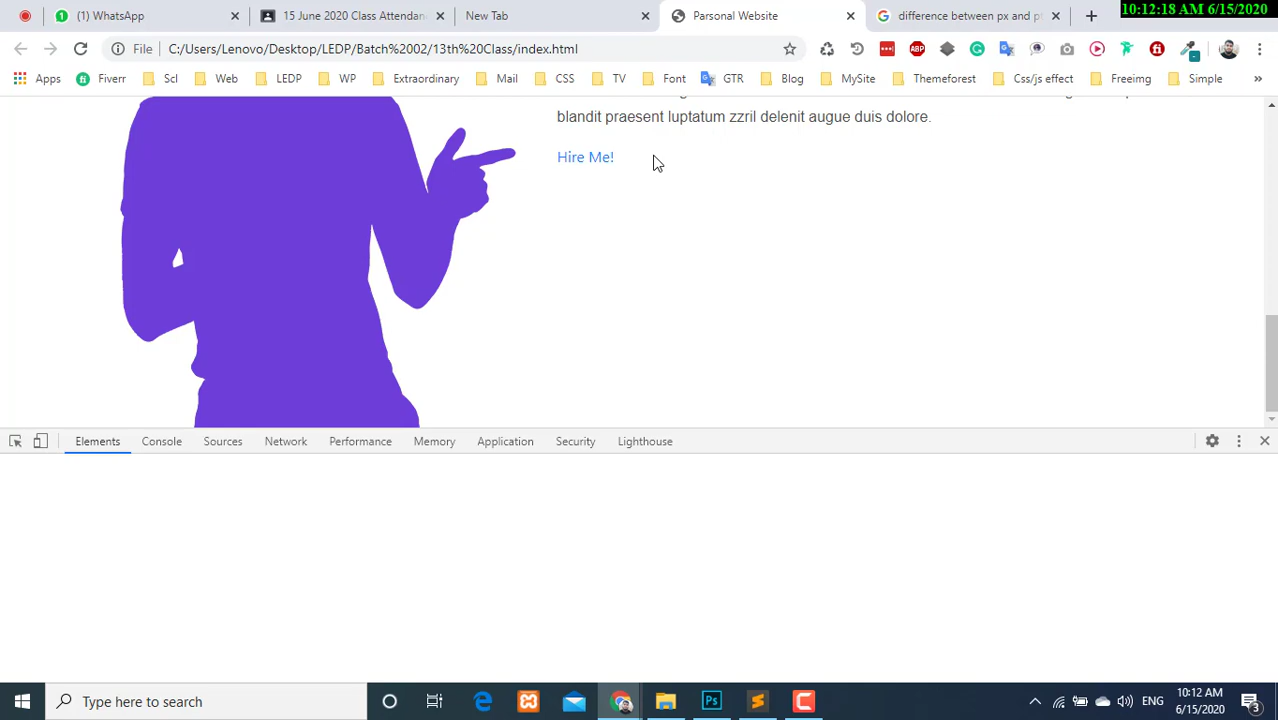 10:12:18 AM 6/15/2020
(1) WhatsApp
15 June 2020 Class Attendan
New Tab
Parsonal Website
difference between px and pt
File
C:/Users/Lenovo/Desktop/LEDP/Batch%2002/13th%20Class/index.html
Apps Fiverr Scl Web LEDP WP Extraordinary Mail CSS TV Font GTR Blog MySite Themeforest Css/js effect Freeimg Simple »
blandit praesent luptatum zzril delenit augue duis dolore.
Hire Me!
Elements Console Sources Network Performance Memory Application Security Lighthouse
Type here to search
ENG
10:12 AM
6/15/2020
3